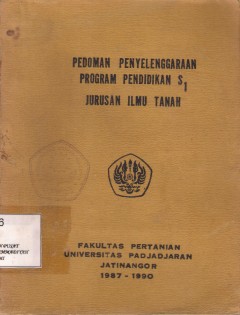 PEDOMAN PENYELENGGARAAN
PROGRAM PENDIDIKAN S1
JURUSAN ILMU TANAH
FAKULTAS PERTANIAN
UNIVERSITAS PADJADJARAN
JATINANGOR
1987 - 1990